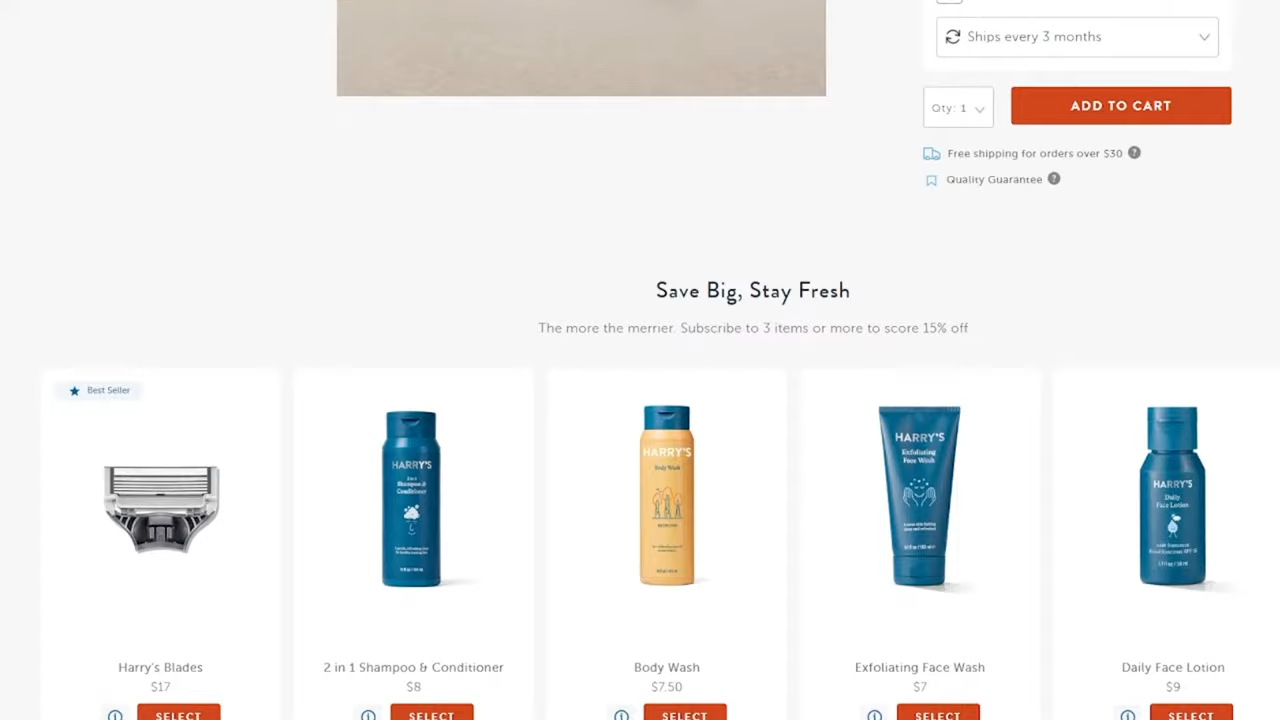 Ships every 3 months
Qty: 1
ADD TO CART
Free shipping for orders over $30 ?
Quality Guarantee ?
Save Big, Stay Fresh
The more the merrier. Subscribe to 3 items or more to score 15% off
Best Seller
HARRY'S
2 in 1
Shampoo &
Conditioner
HARRY'S
Body Wash
HARRY'S
Exfoliating
Face Wash
HARRY'S
Daily
Face Lotion
Harry's Blades
$17
SELECT
2 in 1 Shampoo & Conditioner
$8
SELECT
Body Wash
$7.50
SELECT
Exfoliating Face Wash
$7
SELECT
Daily Face Lotion
$9
SELECT